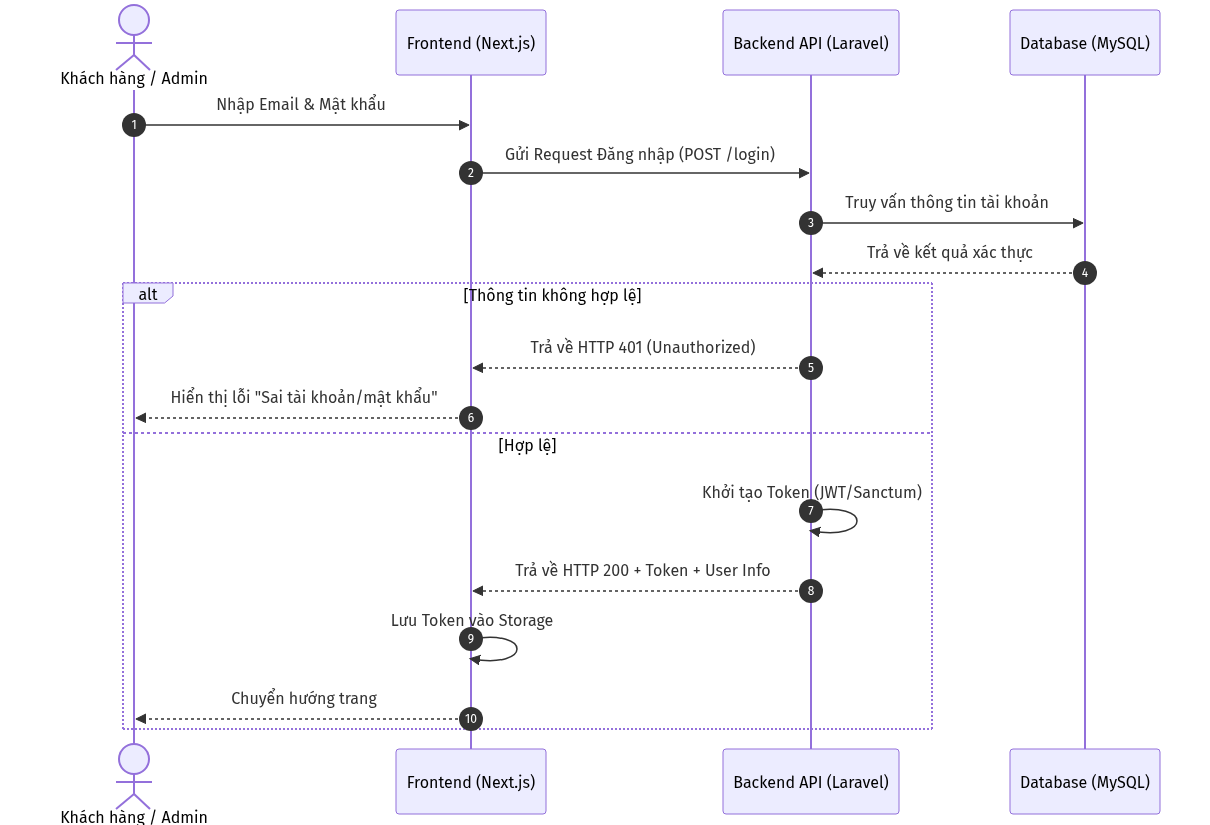 Khách hàng / Admin
Frontend (Next.js)
Backend API (Laravel)
Database (MySQL)
Nhập Email & Mật khẩu
1
Gửi Request Đăng nhập (POST /login)
2
Truy vấn thông tin tài khoản
3
Trả về kết quả xác thực
4
alt
[Thông tin không hợp lệ]
Trả về HTTP 401 (Unauthorized)
5
Hiển thị lỗi "Sai tài khoản/mật khẩu"
6
[Hợp lệ]
Khởi tạo Token (JWT/Sanctum)
7
Trả về HTTP 200 + Token + User Info
8
Lưu Token vào Storage
9
Chuyển hướng trang
10
Khách hàng / Admin
Frontend (Next.js)
Backend API (Laravel)
Database (MySQL)